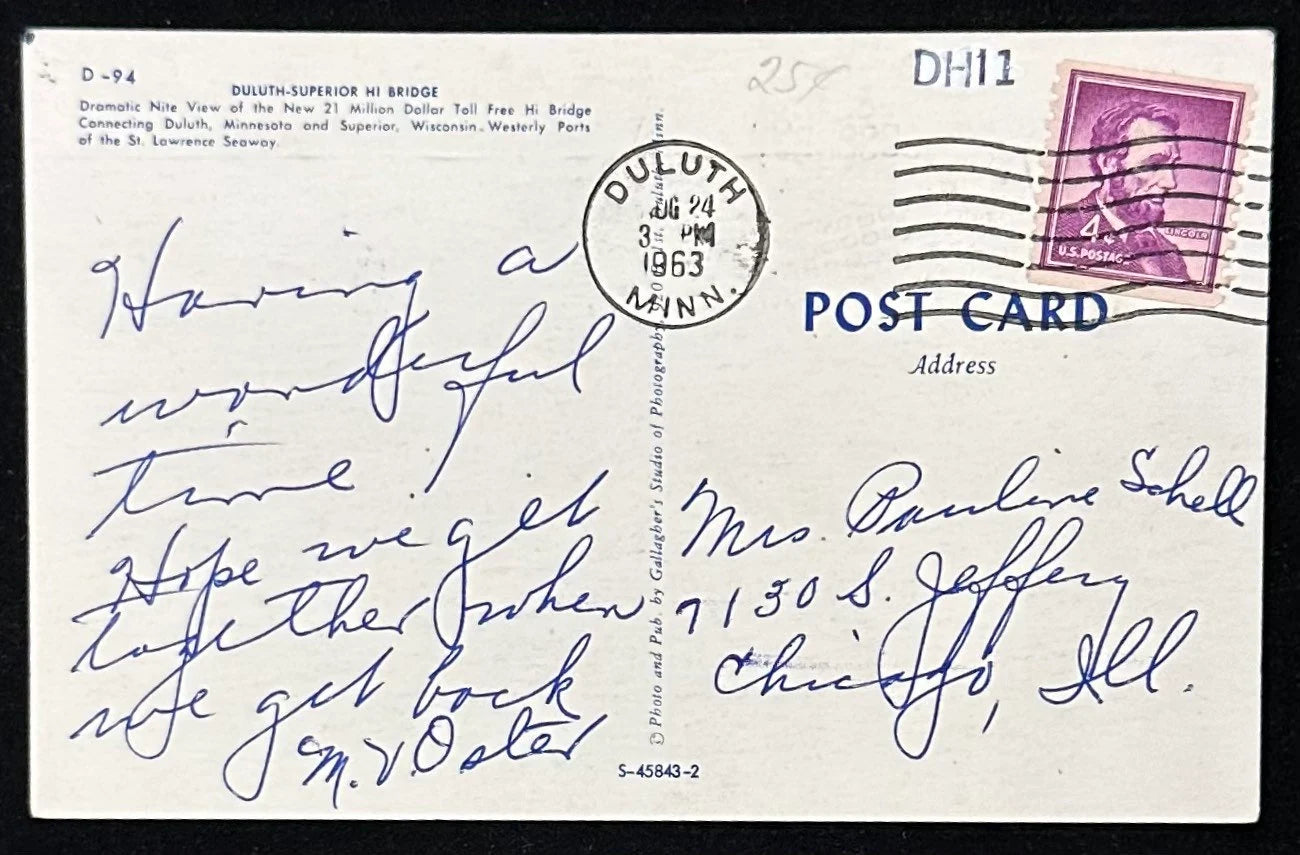 D-94
DULUTH-SUPERIOR HI BRIDGE
Dramatic Nite View of the New 21 Million Dollar Toll Free Hi Bridge
Connecting Duluth, Minnesota and Superior, Wisconsin. Westerly Ports
of the St. Lawrence Seaway.
25¢
DH11
DULUTH
AUG 24
3 PM
1963
MINN.
4¢
LINCOLN
U.S. POSTAGE
POST CARD
Address
Having a
wonderful
time
Hope we get
together when
we get back
M. V. Oster
Mrs. Pauline Schell
9130 S. Jeffery
Chicago, Ill.
© Photo and Pub. by Gallagher's Studio of Photography,
S-45843-2